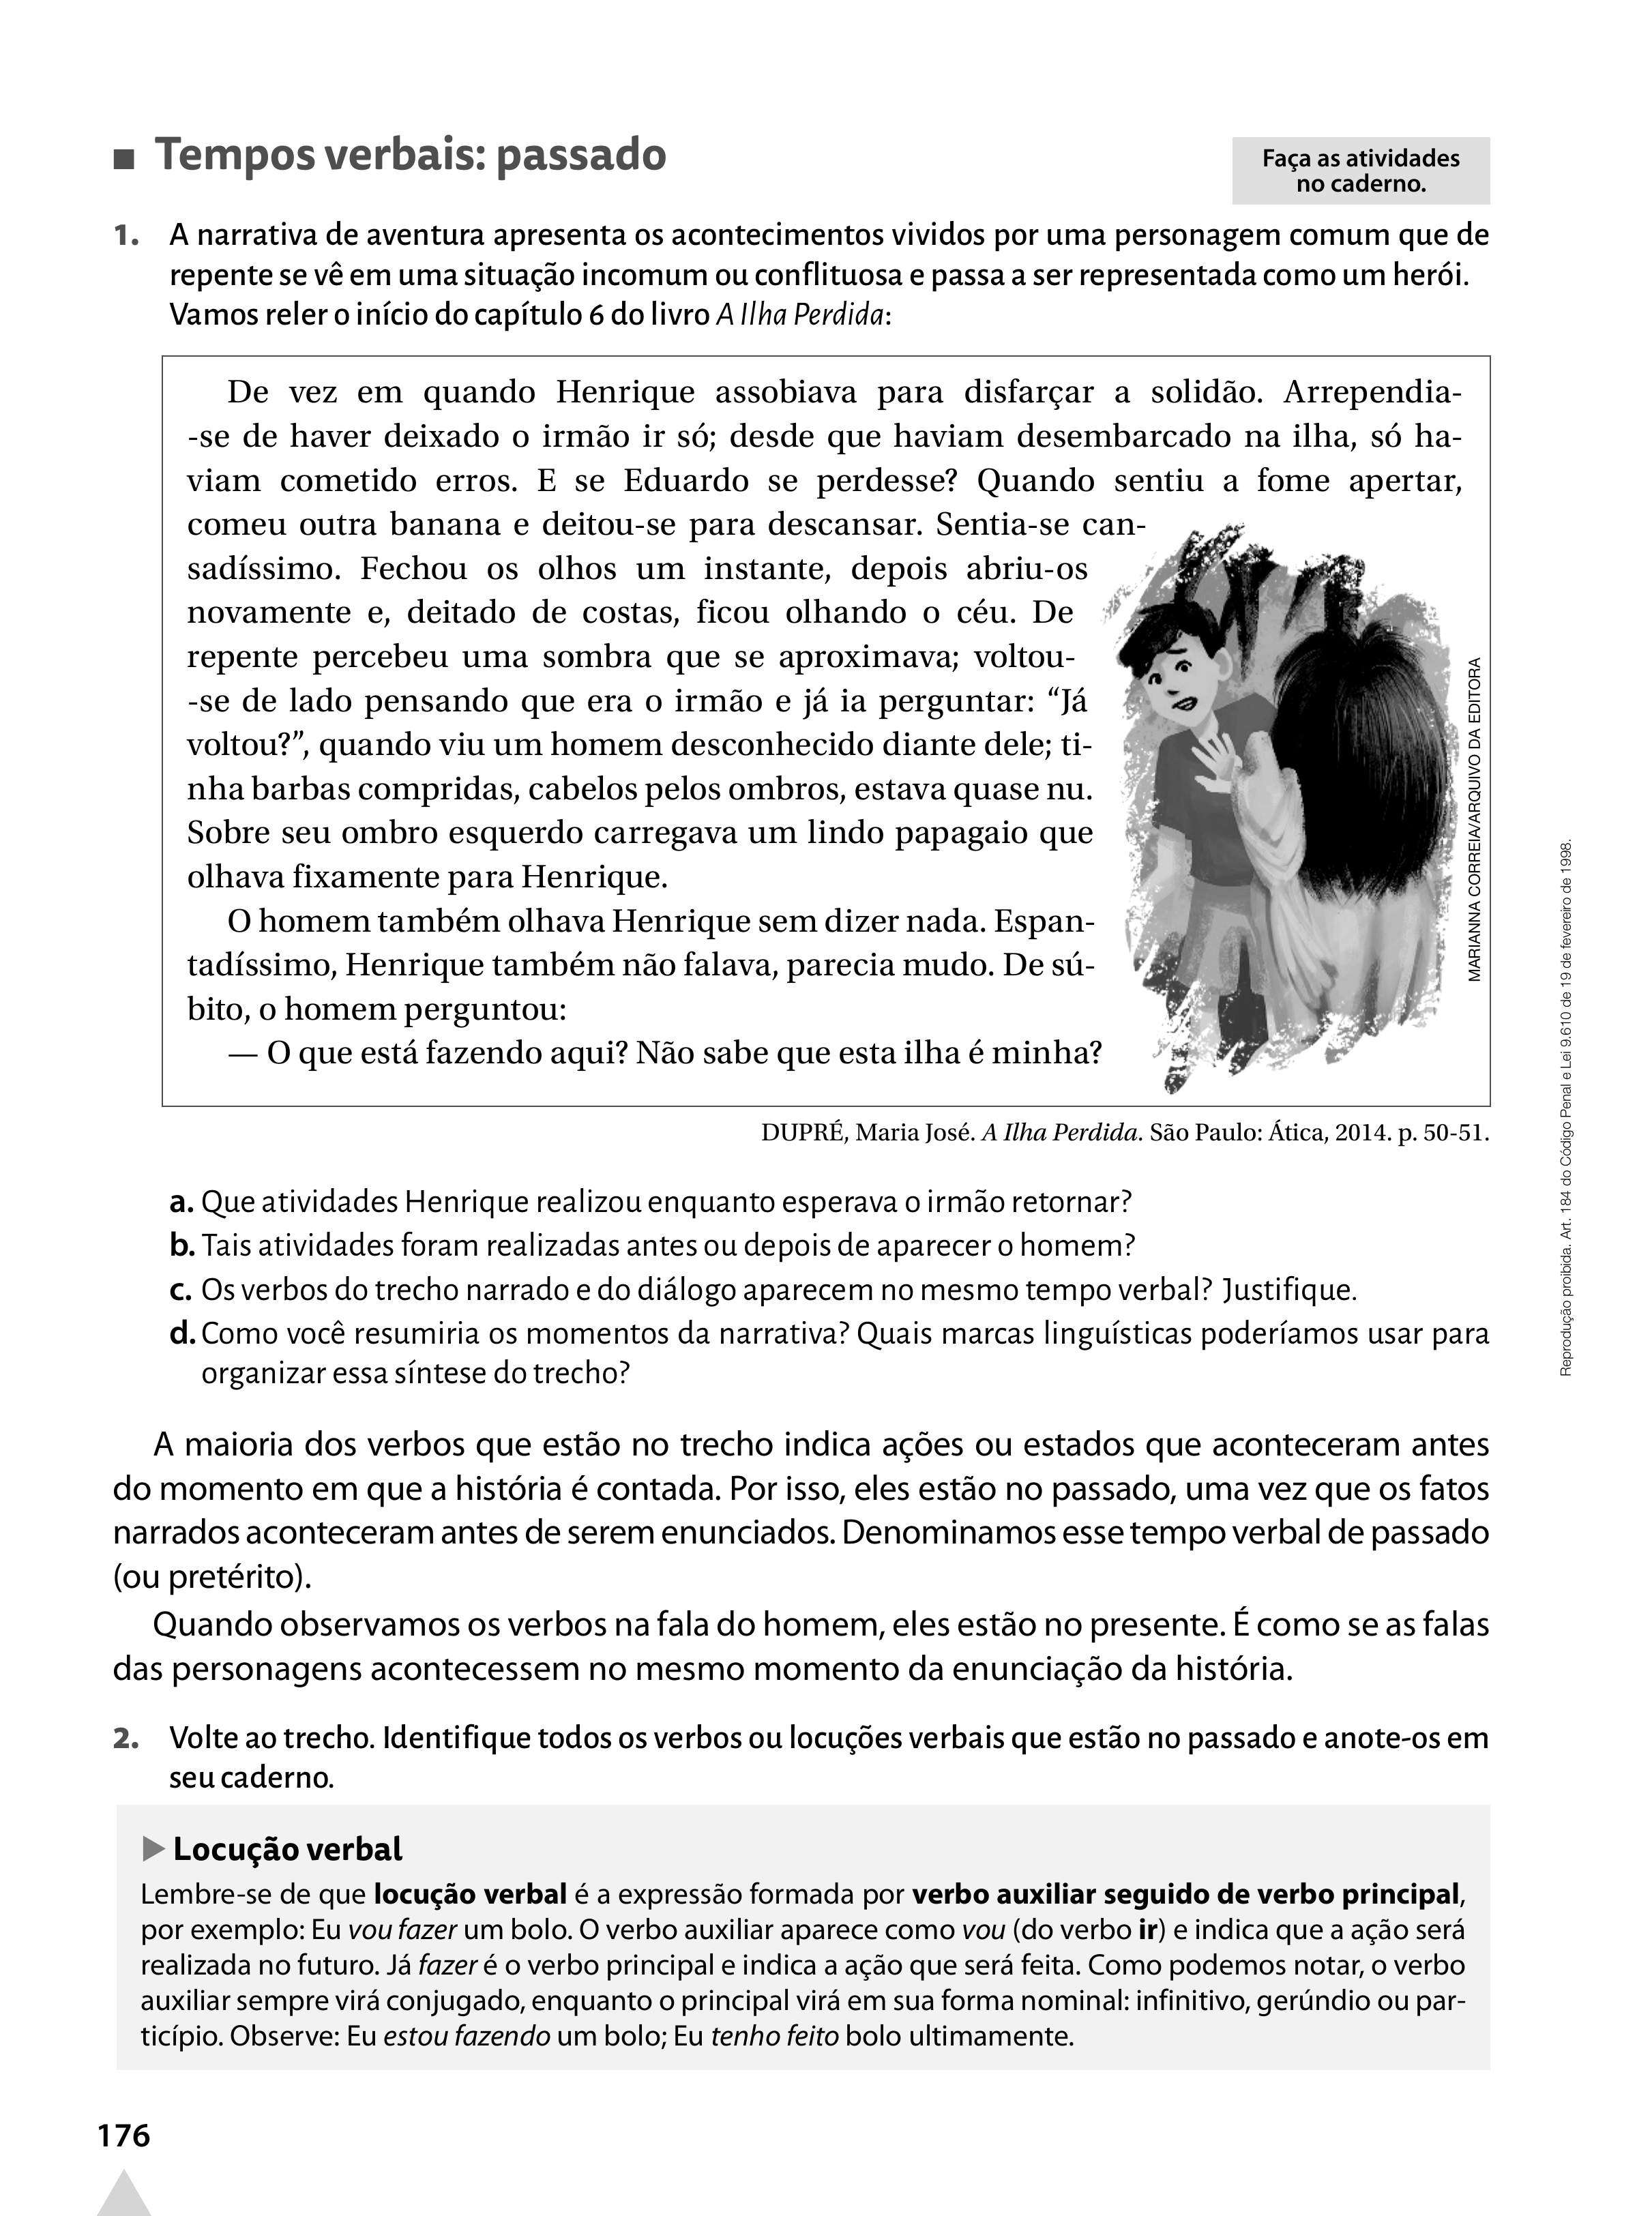 ■ Tempos verbais: passado
Faça as atividades
no caderno.
1. A narrativa de aventura apresenta os acontecimentos vividos por uma personagem comum que de
repente se vê em uma situação incomum ou conflituosa e passa a ser representada como um herói.
Vamos reler o início do capítulo 6 do livro A Ilha Perdida:
De vez em quando Henrique assobiava para disfarçar a solidão. Arrependia-
-se de haver deixado o irmão ir só; desde que haviam desembarcado na ilha, só ha-
viam cometido erros. E se Eduardo se perdesse? Quando sentiu a fome apertar,
comeu outra banana e deitou-se para descansar. Sentia-se can-
sadíssimo. Fechou os olhos um instante, depois abriu-os
novamente e, deitado de costas, ficou olhando o céu. De
repente percebeu uma sombra que se aproximava; voltou-
-se de lado pensando que era o irmão e já ia perguntar: “Já
voltou?”, quando viu um homem desconhecido diante dele; ti-
nha barbas compridas, cabelos pelos ombros, estava quase nu.
Sobre seu ombro esquerdo carregava um lindo papagaio que
olhava fixamente para Henrique.
O homem também olhava Henrique sem dizer nada. Espan-
tadíssimo, Henrique também não falava, parecia mudo. De sú-
bito, o homem perguntou:
— O que está fazendo aqui? Não sabe que esta ilha é minha?
MARIANNA CORREIA/ARQUIVO DA EDITORA
DUPRÉ, Maria José. A Ilha Perdida. São Paulo: Ática, 2014. p. 50-51.
a. Que atividades Henrique realizou enquanto esperava o irmão retornar?
b. Tais atividades foram realizadas antes ou depois de aparecer o homem?
c. Os verbos do trecho narrado e do diálogo aparecem no mesmo tempo verbal? Justifique.
d. Como você resumiria os momentos da narrativa? Quais marcas linguísticas poderíamos usar para
organizar essa síntese do trecho?
A maioria dos verbos que estão no trecho indica ações ou estados que aconteceram antes
do momento em que a história é contada. Por isso, eles estão no passado, uma vez que os fatos
narrados aconteceram antes de serem enunciados. Denominamos esse tempo verbal de passado
(ou pretérito).
Quando observamos os verbos na fala do homem, eles estão no presente. É como se as falas
das personagens acontecessem no mesmo momento da enunciação da história.
2. Volte ao trecho. Identifique todos os verbos ou locuções verbais que estão no passado e anote-os em
seu caderno.
Locução verbal
Lembre-se de que locução verbal é a expressão formada por verbo auxiliar seguido de verbo principal,
por exemplo: Eu vou fazer um bolo. O verbo auxiliar aparece como vou (do verbo ir) e indica que a ação será
realizada no futuro. Já fazer é o verbo principal e indica a ação que será feita. Como podemos notar, o verbo
auxiliar sempre virá conjugado, enquanto o principal virá em sua forma nominal: infinitivo, gerúndio ou par-
ticípio. Observe: Eu estou fazendo um bolo; Eu tenho feito bolo ultimamente.
176
Reprodução proibida. Art. 184 do Código Penal e Lei 9.610 de 19 de fevereiro de 1998.